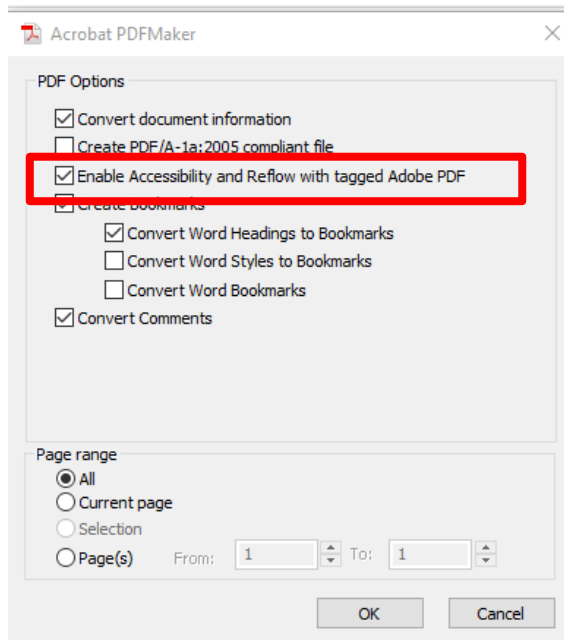 Acrobat PDFMaker
PDF Options
Convert document information
Create PDF/A-1a:2005 compliant file
Enable Accessibility and Reflow with tagged Adobe PDF
Create Bookmarks
Convert Word Headings to Bookmarks
Convert Word Styles to Bookmarks
Convert Word Bookmarks
Convert Comments
Page range
All
Current page
Selection
Page(s) From: 1 To: 1
OK Cancel